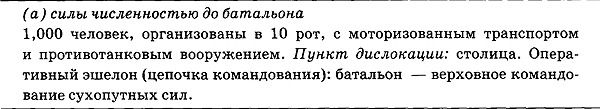 (а) силы численностью до батальона
1,000 человек, организованы в 10 рот, с моторизованным транспортом
и противотанковым вооружением. Пункт дислокации: столица. Опера-
тивный эшелон (цепочка командования): батальон — верховное командо-
вание сухопутных сил.